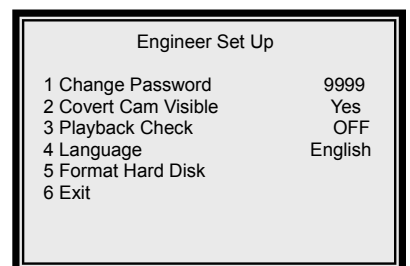 Engineer Set Up
1 Change Password 9999
2 Covert Cam Visible Yes
3 Playback Check OFF
4 Language English
5 Format Hard Disk
6 Exit